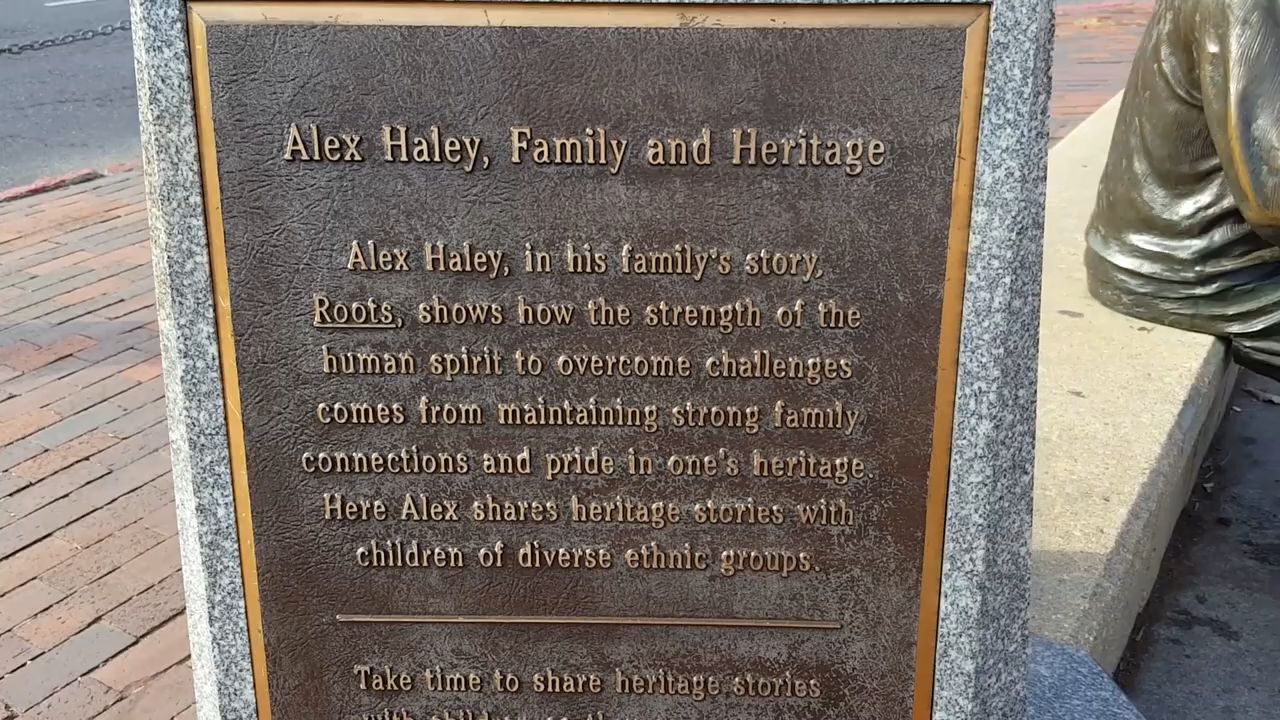 Alex Haley, Family and Heritage
Alex Haley, in his family's story,
Roots, shows how the strength of the
human spirit to overcome challenges
comes from maintaining strong family
connections and pride in one's heritage.
Here Alex shares heritage stories with
children of diverse ethnic groups.
Take time to share heritage stories
with children